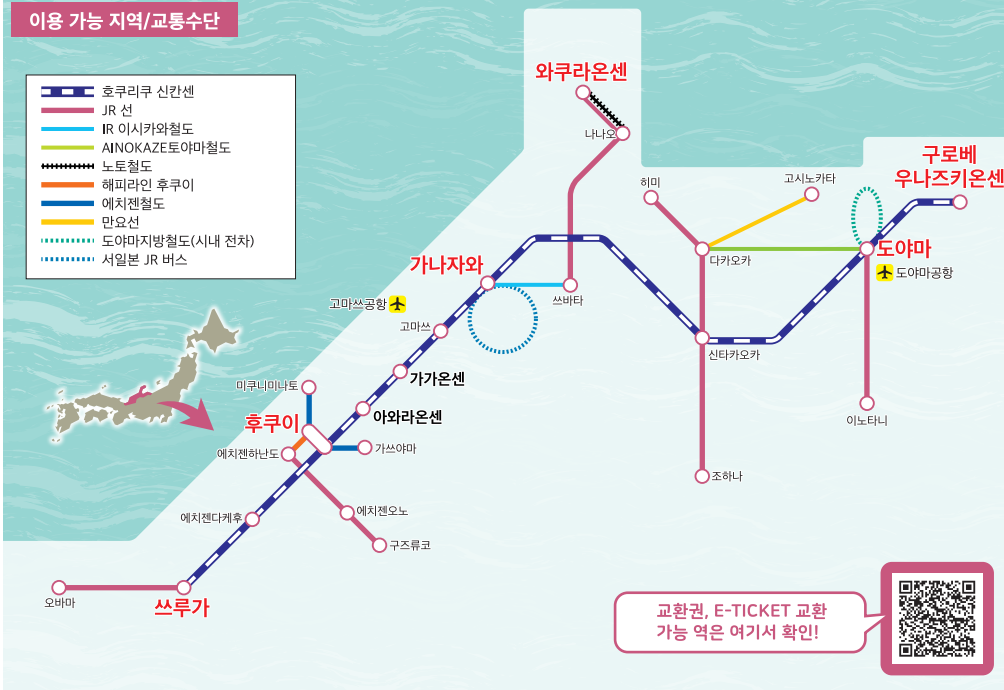 이용 가능 지역/교통수단
호쿠리쿠 신칸센
JR 선
IR 이시카와철도
AINOKAZE토야마철도
노토철도
해피라인 후쿠이
에치젠철도
만요선
도야마지방철도(시내 전차)
서일본 JR 버스
와쿠라온센
나나오
구로베
우나즈키온센
히미
고시노카타
다카오카
도야마
도야마공항
가나자와
쓰바타
고마쓰공항
고마쓰
신타카오카
가가온센
미쿠니미나토
아와라온센
이노타니
후쿠이
에치젠하난도
가쓰야마
조하나
에치젠다케후
에치젠오노
구즈류코
오바마
쓰루가
교환권, E-TICKET 교환
가능 역은 여기서 확인!